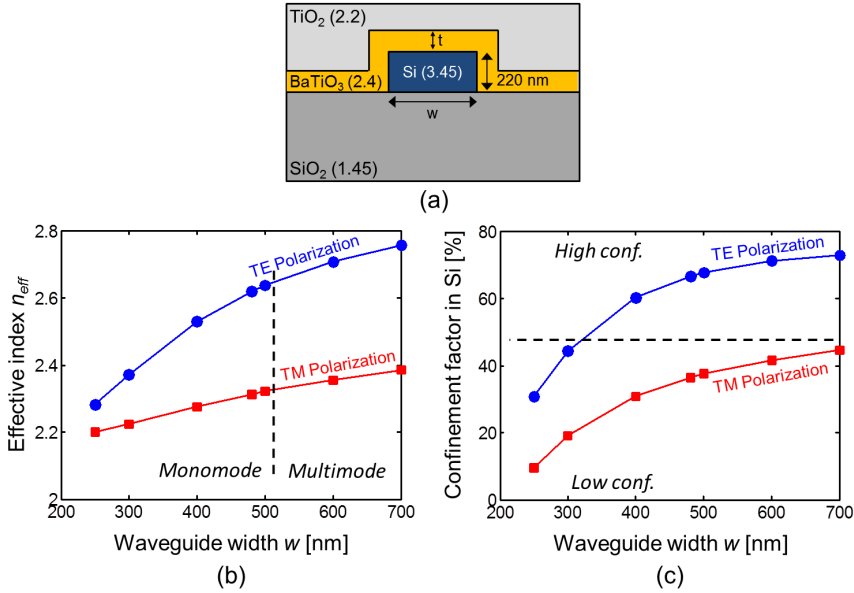 TiO₂ (2.2)
t
Si (3.45)
BaTiO₃ (2.4)
220 nm
w
SiO₂ (1.45)
(a)
2.8
2.6
2.4
2.2
2
Effective index n_eff
TE Polarization
TM Polarization
Monomode
Multimode
200
300
400
500
600
700
Waveguide width w [nm]
(b)
80
60
40
20
0
Confinement factor in Si [%]
High conf.
TE Polarization
TM Polarization
Low conf.
200
300
400
500
600
700
Waveguide width w [nm]
(c)